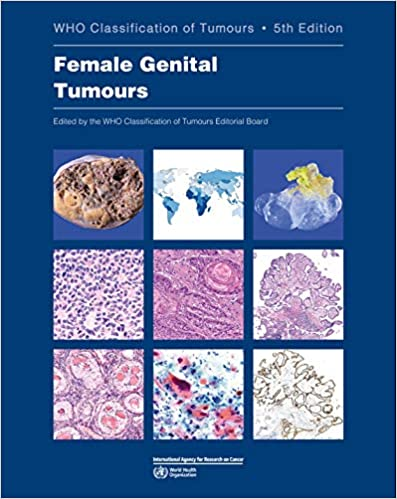 WHO Classification of Tumours • 5th Edition
Female Genital
Tumours
Edited by the WHO Classification of Tumours Editorial Board
International Agency for Research on Cancer
World Health
Organization